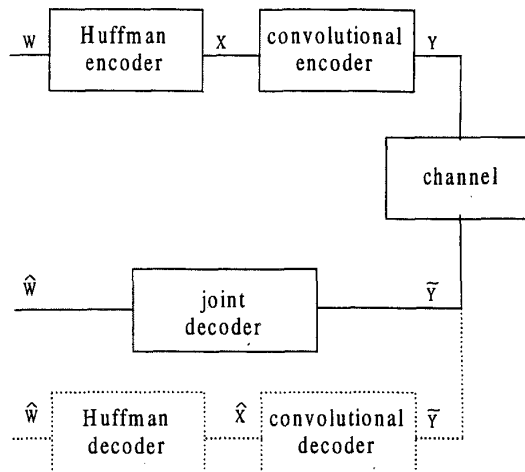 W
Huffman
encoder
X
convolutional
encoder
Y
channel
Ŵ
joint
decoder
Ỹ
Ŵ
Huffman
decoder
X̂
convolutional
decoder
Ỹ